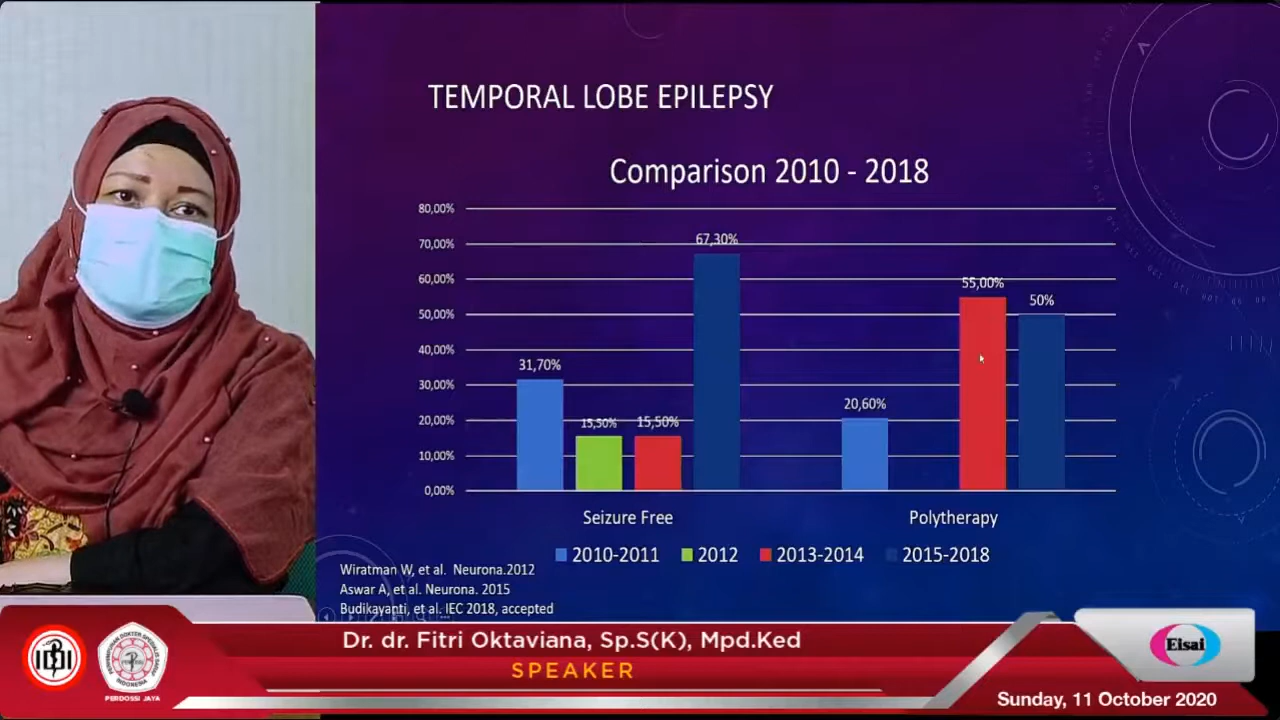 TEMPORAL LOBE EPILEPSY
Comparison 2010 - 2018
80,00%
70,00%
60,00%
50,00%
40,00%
30,00%
20,00%
10,00%
0,00%
31,70%
15,50%
15,50%
67,30%
20,60%
55,00%
50%
Seizure Free
Polytherapy
2010-2011
2012
2013-2014
2015-2018
Wiratman W, et al. Neurona.2012
Aswar A, et al. Neurona. 2015
Budikayanti, et al. IEC 2018, accepted
Dr. dr. Fitri Oktaviana, Sp.S(K), Mpd.Ked
SPEAKER
PERDOSSI JAYA
Eisai
Sunday, 11 October 2020